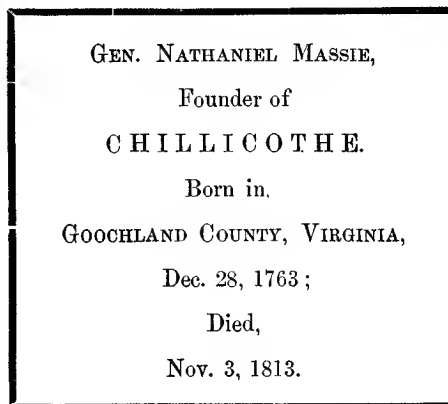 Gen. Nathaniel Massie,
Founder of
CHILLICOTHE.
Born in,
Goochland County, Virginia,
Dec. 28, 1763;
Died,
Nov. 3, 1813.